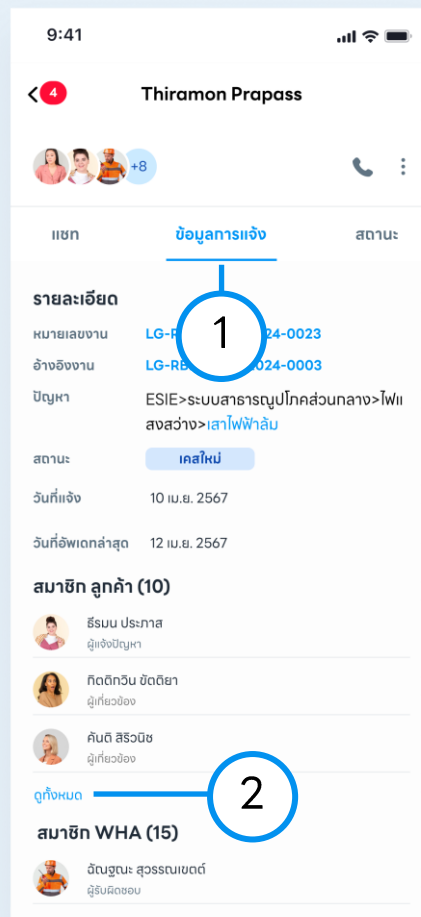 9:41
4
Thiramon Prapass
+8
แชท ข้อมูลการแจ้ง สถานะ
1
รายละเอียด
หมายเลขงาน 24-0023
อ้างอิงงาน 024-0003
ปัญหา ESIE>ระบบสาธารณูปโภคส่วนกลาง>ไฟแ
สงสว่าง>เสาไฟฟ้าล้ม
สถานะ เคสใหม่
วันที่แจ้ง 10 เม.ย. 2567
วันที่อัพเดทล่าสุด 12 เม.ย. 2567
สมาชิก ลูกค้า (10)
ธีรมน ประภาส
ผู้แจ้งปัญหา
กิตติกวิน ขัตติยา
ผู้เกี่ยวข้อง
คันติ สิริวนิช
ผู้เกี่ยวข้อง
ดูทั้งหมด 2
สมาชิก WHA (15)
ฉัฎฐณะ สุวรรณเขตต์
ผู้รับผิดชอบ